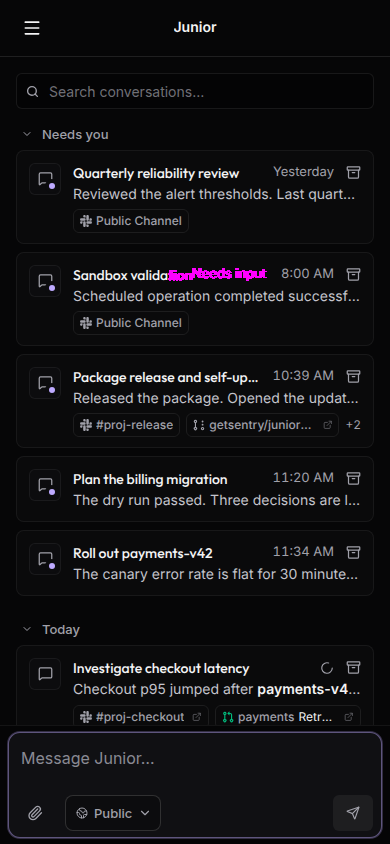 Junior
Search conversations...
Needs you
Quarterly reliability review
Yesterday
Reviewed the alert thresholds. Last quart...
Public Channel
Sandbox
Needs input
8:00 AM
Scheduled operation completed successf...
Public Channel
Package release and self-up...
10:39 AM
Released the package. Opened the updat...
#proj-release
getsentry/junior...
+2
Plan the billing migration
11:20 AM
The dry run passed. Three decisions are l...
Roll out payments-v42
11:34 AM
The canary error rate is flat for 30 minute...
Today
Investigate checkout latency
Checkout p95 jumped after payments-v4...
#proj-checkout
payments Retr...
Message Junior...
Public